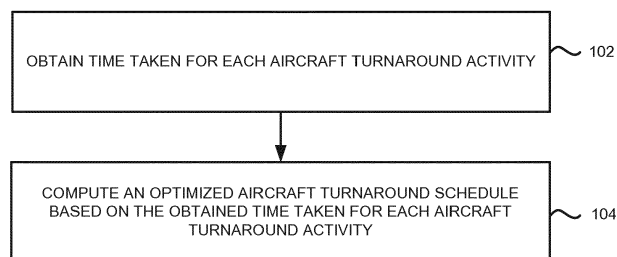 OBTAIN TIME TAKEN FOR EACH AIRCRAFT TURNAROUND ACTIVITY
102
COMPUTE AN OPTIMIZED AIRCRAFT TURNAROUND SCHEDULE
BASED ON THE OBTAINED TIME TAKEN FOR EACH AIRCRAFT
TURNAROUND ACTIVITY
104